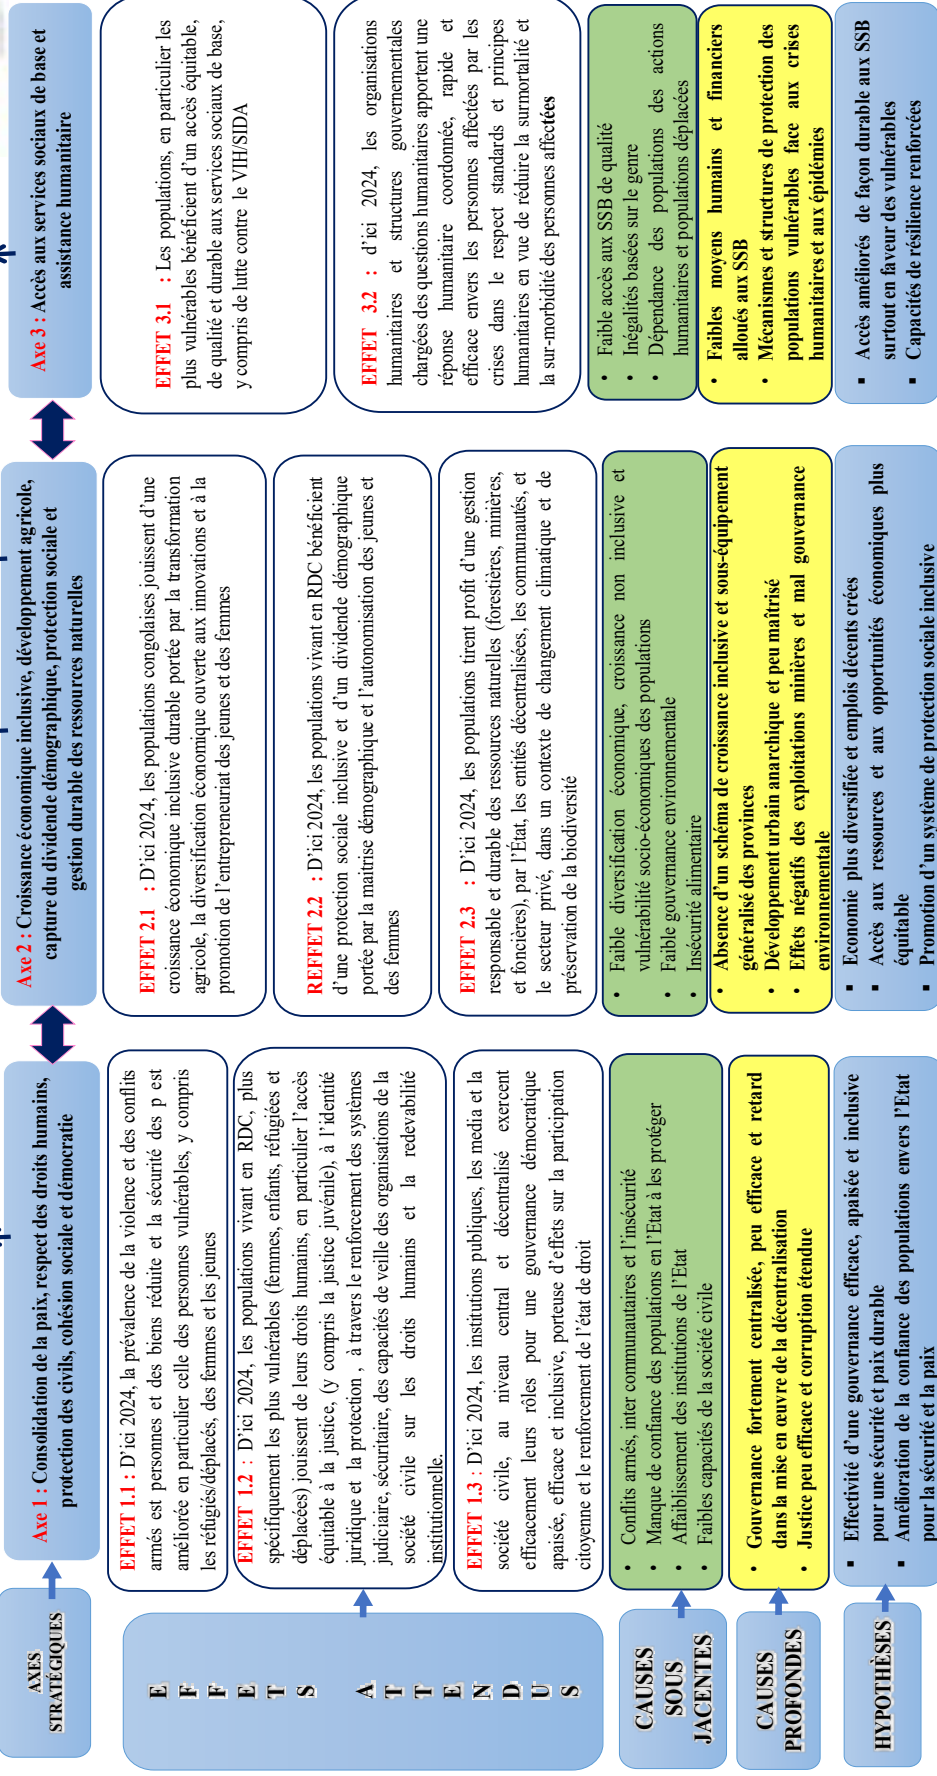 AXES
STRATÉGIQUES
Axe 1 : Consolidation de la paix, respect des droits humains,
protection des civils, cohésion sociale et démocratie
Axe 2 : Croissance économique inclusive, développement agricole,
capture du dividende démographique, protection sociale et
gestion durable des ressources naturelles
Axe 3 : Accès aux services sociaux de base et
assistance humanitaire
EFFETS ATTENDUS
EFFET 1.1 : D’ici 2024, la prévalence de la violence et des conflits
armés est personnes et des biens réduite et la sécurité des p est
améliorée en particulier celle des personnes vulnérables, y compris
les réfugiés/déplacés, des femmes et les jeunes
EFFET 1.2 : D’ici 2024, les populations vivant en RDC, plus
spécifiquement les plus vulnérables (femmes, enfants, réfugiées et
déplacées) jouissent de leurs droits humains, en particulier l’accès
équitable à la justice, (y compris la justice juvénile), à l’identité
juridique et la protection , à travers le renforcement des systèmes
judiciaire, sécuritaire, des capacités de veille des organisations de la
société civile sur les droits humains et la redevabilité
institutionnelle.
EFFET 1.3 : D’ici 2024, les institutions publiques, les media et la
société civile, au niveau central et décentralisé exercent
efficacement leurs rôles pour une gouvernance démocratique
apaisée, efficace et inclusive, porteuse d’effets sur la participation
citoyenne et le renforcement de l’état de droit
EFFET 2.1 : D’ici 2024, les populations congolaises jouissent d’une
croissance économique inclusive durable portée par la transformation
agricole, la diversification économique ouverte aux innovations et à la
promotion de l’entrepreneuriat des jeunes et des femmes
REFFET 2.2 : D’ici 2024, les populations vivant en RDC bénéficient
d’une protection sociale inclusive et d’un dividende démographique
portée par la maitrise démographique et l’autonomisation des jeunes et
des femmes
EFFET 2.3 : D’ici 2024, les populations tirent profit d’une gestion
responsable et durable des ressources naturelles (forestières, minières,
et foncières), par l’État, les entités décentralisées, les communautés, et
le secteur privé, dans un contexte de changement climatique et de
préservation de la biodiversité
EFFET 3.1 : Les populations, en particulier les
plus vulnérables bénéficient d’un accès équitable,
de qualité et durable aux services sociaux de base,
y compris de lutte contre le VIH/SIDA
EFFET 3.2 : d’ici 2024, les organisations
humanitaires et structures gouvernementales
chargées des questions humanitaires apportent une
réponse humanitaire coordonnée, rapide et
efficace envers les personnes affectées par les
crises dans le respect standards et principes
humanitaires en vue de réduire la surmortalité et
la sur-morbidité des personnes affectées
CAUSES
SOUS
JACENTES
• Conflits armés, inter communautaires et l’insécurité
• Manque de confiance des populations en l’Etat à les protéger
• Affaiblissement des institutions de l’Etat
• Faibles capacités de la société civile
• Faible diversification économique, croissance non inclusive et
vulnérabilité socio-économiques des populations
• Faible gouvernance environnementale
• Insécurité alimentaire
• Faible accès aux SSB de qualité
• Inégalités basées sur le genre
• Dépendance des populations des actions
humanitaires et populations déplacées
CAUSES
PROFONDES
• Gouvernance fortement centralisée, peu efficace et retard
dans la mise en œuvre de la décentralisation
• Justice peu efficace et corruption étendue
• Absence d’un schéma de croissance inclusive et sous-équipement
généralisé des provinces
• Développement urbain anarchique et peu maîtrisé
• Effets négatifs des exploitations minières et mal gouvernance
environnementale
• Faibles moyens humains et financiers
alloués aux SSB
• Mécanismes et structures de protection des
populations vulnérables face aux crises
humanitaires et aux épidémies
HYPOTHÈSES
▪ Effectivité d’une gouvernance efficace, apaisée et inclusive
pour une sécurité et paix durable
▪ Amélioration de la confiance des populations envers l’Etat
pour la sécurité et la paix
▪ Economie plus diversifiée et emplois décents crées
▪ Accès aux ressources et aux opportunités économiques plus
équitable
▪ Promotion d’un système de protection sociale inclusive
▪ Accès améliorés de façon durable aux SSB
surtout en faveur des vulnérables
▪ Capacités de résilience renforcées